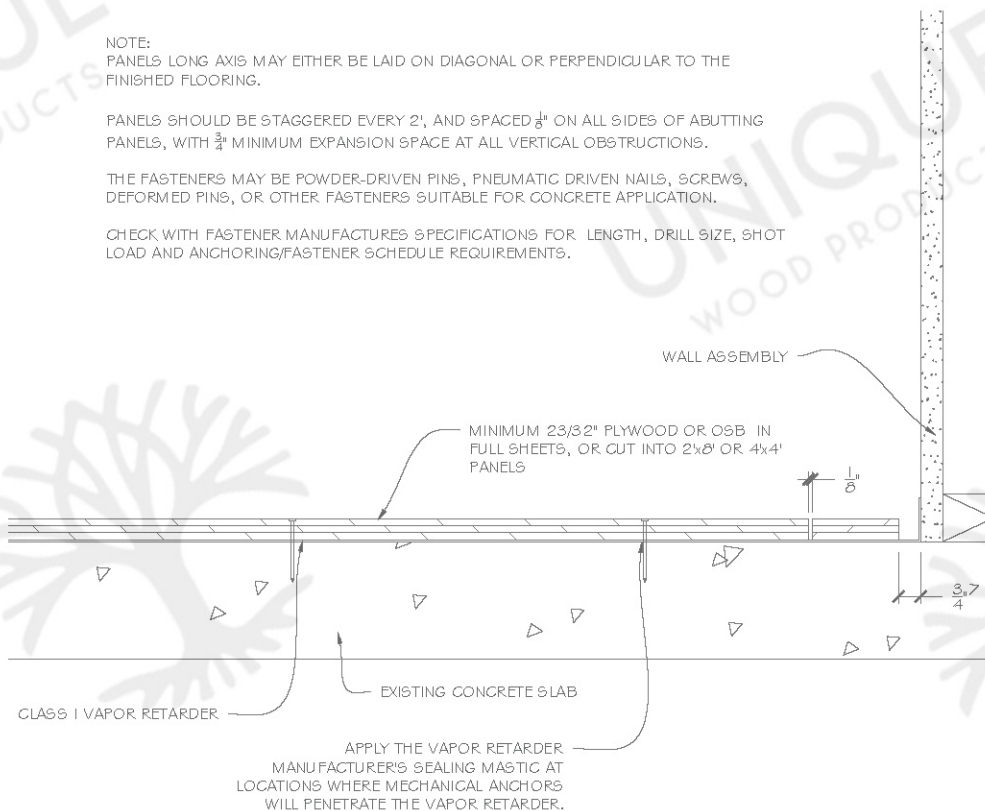 NOTE:
PANELS LONG AXIS MAY EITHER BE LAID ON DIAGONAL OR PERPENDICULAR TO THE
FINISHED FLOORING.
PANELS SHOULD BE STAGGERED EVERY 2', AND SPACED 1/8" ON ALL SIDES OF ABUTTING
PANELS, WITH 3/4" MINIMUM EXPANSION SPACE AT ALL VERTICAL OBSTRUCTIONS.
THE FASTENERS MAY BE POWDER-DRIVEN PINS, PNEUMATIC DRIVEN NAILS, SCREWS,
DEFORMED PINS, OR OTHER FASTENERS SUITABLE FOR CONCRETE APPLICATION.
CHECK WITH FASTENER MANUFACTURES SPECIFICATIONS FOR LENGTH, DRILL SIZE, SHOT
LOAD AND ANCHORING/FASTENER SCHEDULE REQUIREMENTS.
UNIQUE
WOOD PRODUCTS
WALL ASSEMBLY
MINIMUM 23/32" PLYWOOD OR OSB IN
FULL SHEETS, OR CUT INTO 2'x8' OR 4'x4'
PANELS
1/8"
3/4"
EXISTING CONCRETE SLAB
CLASS I VAPOR RETARDER
APPLY THE VAPOR RETARDER
MANUFACTURER'S SEALING MASTIC AT
LOCATIONS WHERE MECHANICAL ANCHORS
WILL PENETRATE THE VAPOR RETARDER.